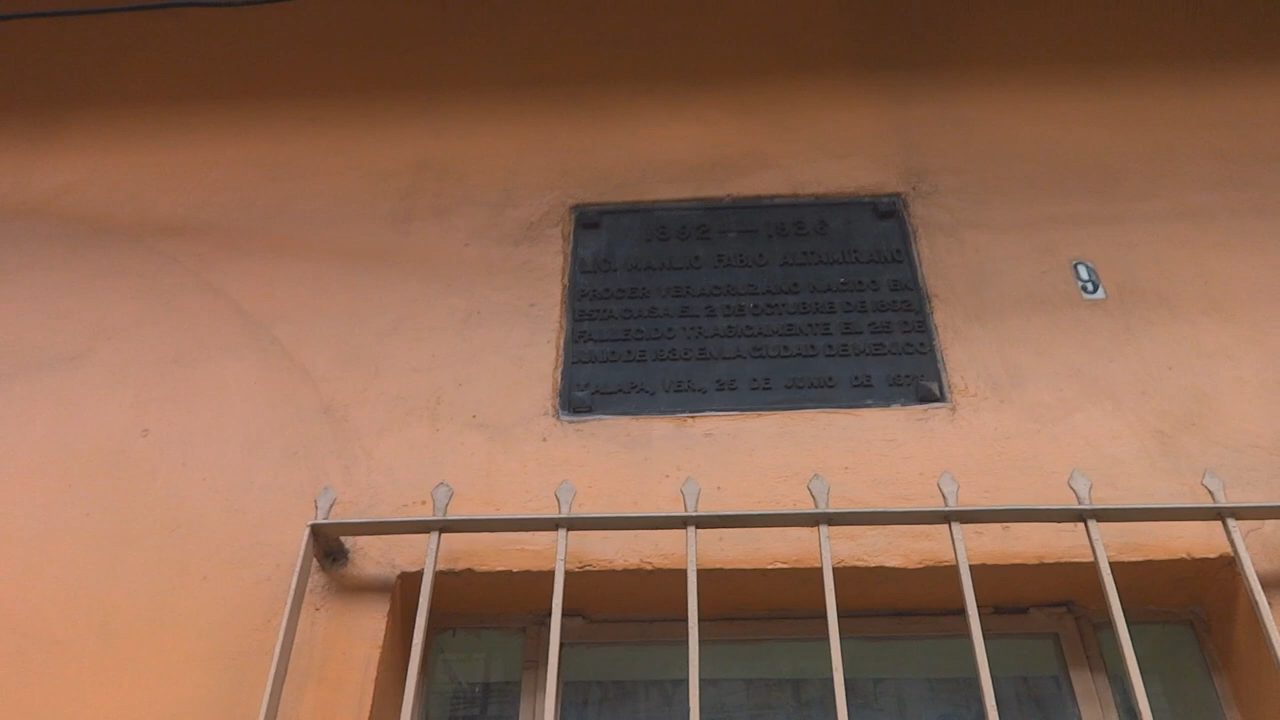 1892 — 1936
LIC. MANLIO FABIO ALTAMIRANO
PROCER VERACRUZANO NACIDO EN
ESTA CASA EL 2 DE OCTUBRE DE 1892,
FALLECIDO TRAGICAMENTE EL 25 DE
JUNIO DE 1936 EN LA CIUDAD DE MEXICO
XALAPA, VER., 25 DE JUNIO DE
9